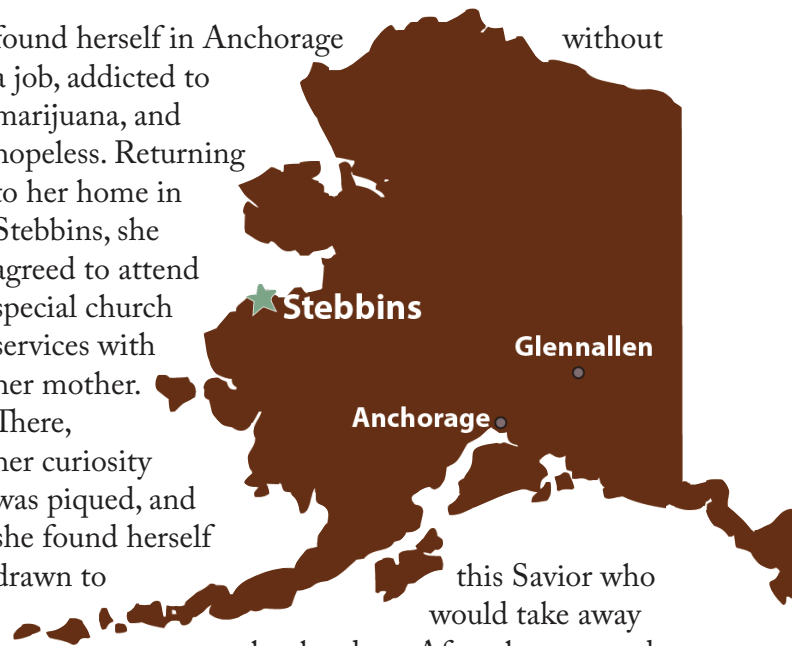 found herself in Anchorage without
a job, addicted to
marijuana, and
hopeless. Returning
to her home in
Stebbins, she
agreed to attend
special church
services with
her mother.
There,
her curiosity
was piqued, and
she found herself
drawn to this Savior who
would take away
Stebbins
Glennallen
Anchorage